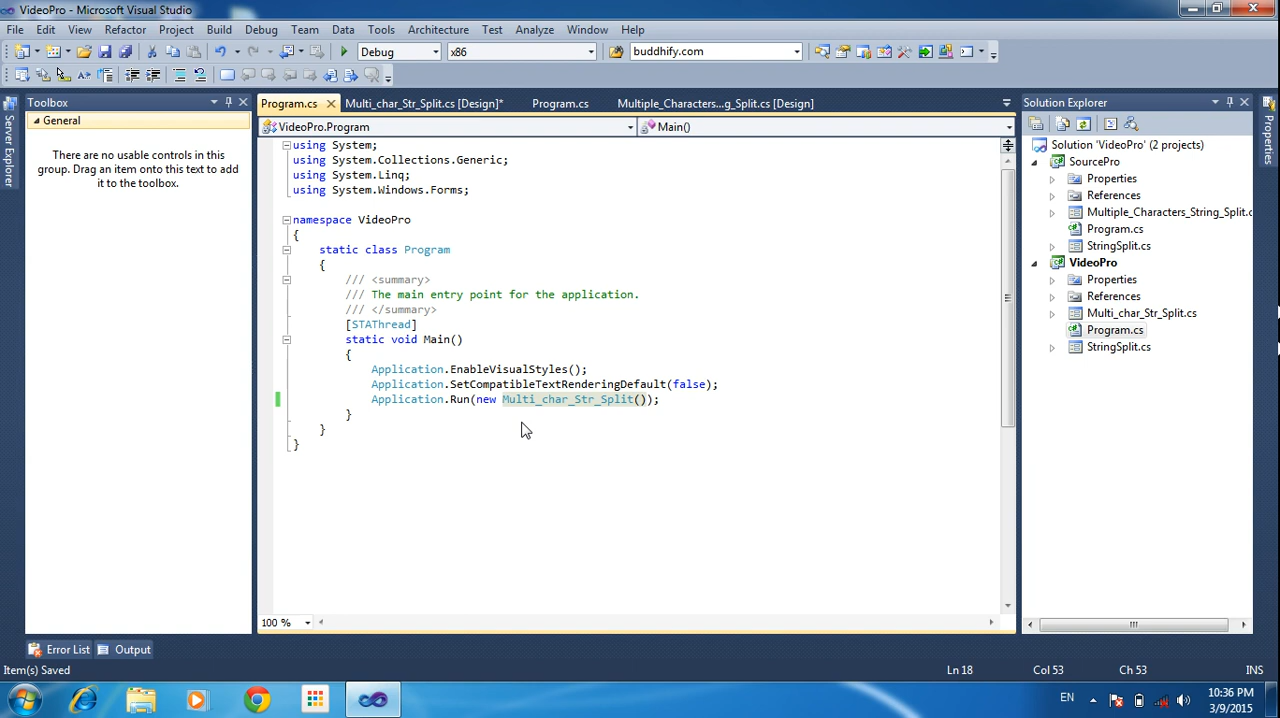 VideoPro - Microsoft Visual Studio
File Edit View Refactor Project Build Debug Team Data Tools Architecture Test Analyze Window Help
Debug x86 buddhify.com
Toolbox
General
There are no usable controls in this
group. Drag an item onto this text to add
it to the toolbox.
Server Explorer
Program.cs Multi_char_Str_Split.cs [Design]* Program.cs Multiple_Characters...g_Split.cs [Design]
VideoPro.Program Main()
using System;
using System.Collections.Generic;
using System.Linq;
using System.Windows.Forms;
namespace VideoPro
{
static class Program
{
/// <summary>
/// The main entry point for the application.
/// </summary>
[STAThread]
static void Main()
{
Application.EnableVisualStyles();
Application.SetCompatibleTextRenderingDefault(false);
Application.Run(new Multi_char_Str_Split());
}
}
}
100 %
Solution Explorer
Solution 'VideoPro' (2 projects)
SourcePro
Properties
References
Multiple_Characters_String_Split.c
Program.cs
StringSplit.cs
VideoPro
Properties
References
Multi_char_Str_Split.cs
Program.cs
StringSplit.cs
Properties
Error List Output
Item(s) Saved Ln 18 Col 53 Ch 53 INS
EN 10:36 PM
3/9/2015